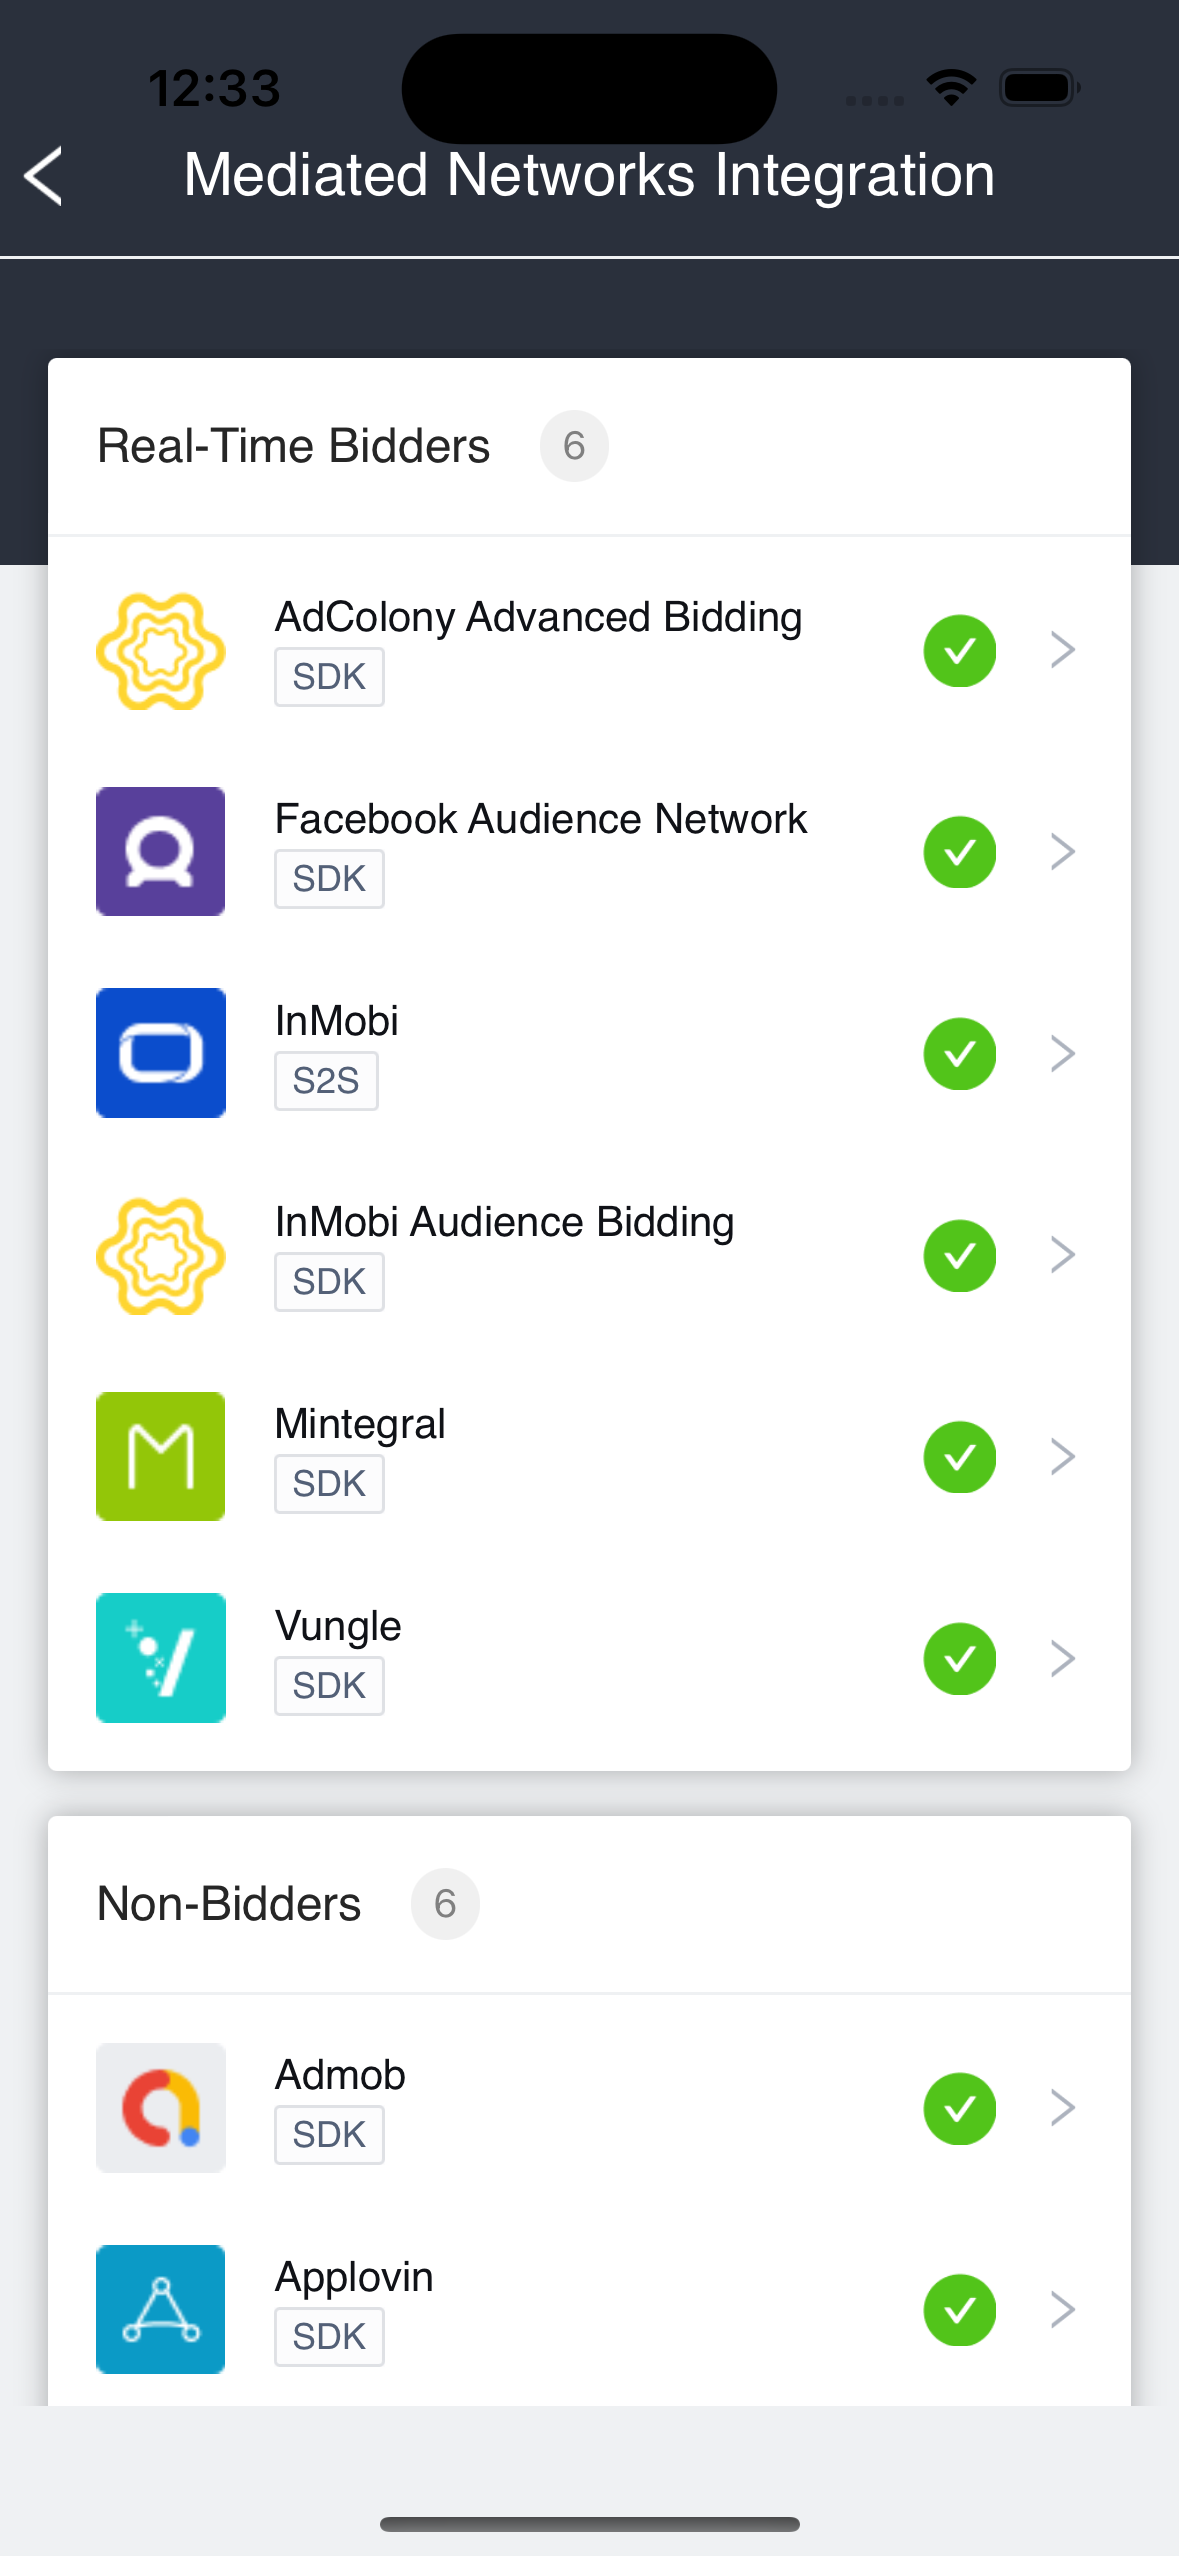 12:33
Mediated Networks Integration
Real-Time Bidders 6
AdColony Advanced Bidding
SDK
Facebook Audience Network
SDK
InMobi
S2S
InMobi Audience Bidding
SDK
Mintegral
SDK
Vungle
SDK
Non-Bidders 6
Admob
SDK
Applovin
SDK